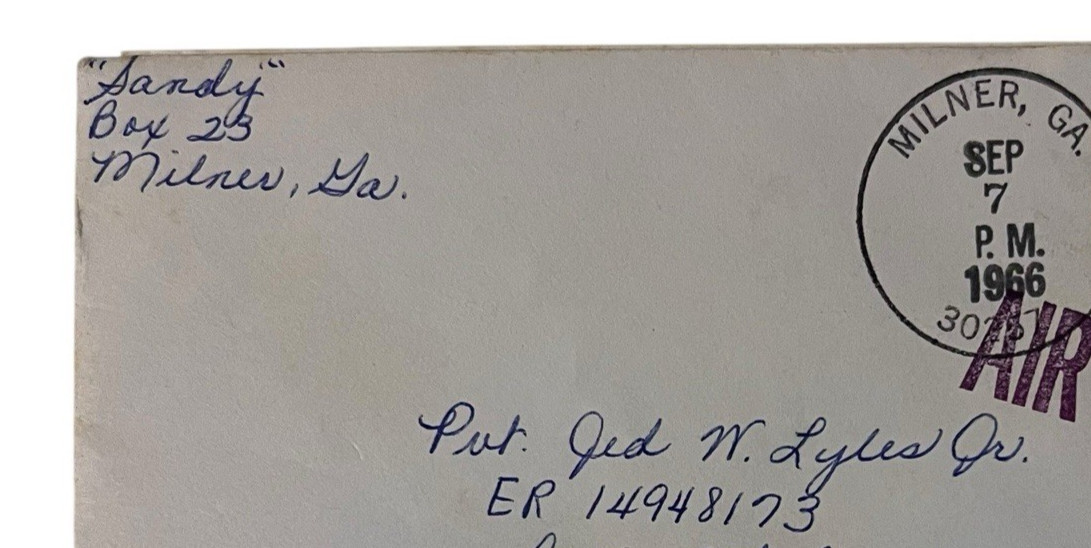 "Sandy"
Box 23
Milner, Ga.
MILNER, GA.
SEP
7
P. M.
1966
AIR
Pvt. Jed W. Lyles Jr.
ER 14948173